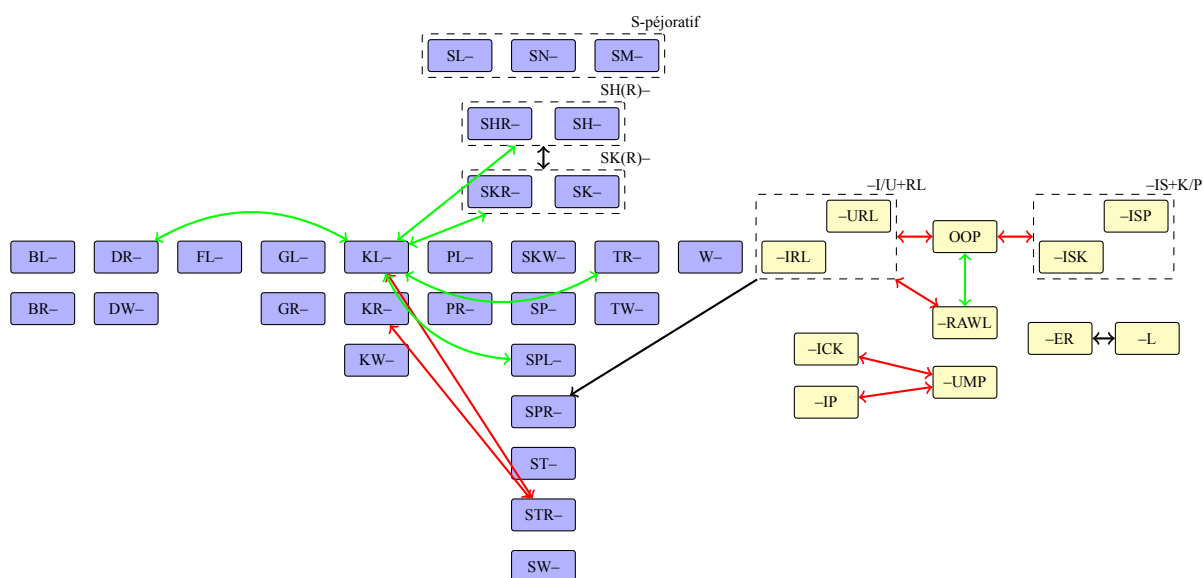 S-péjoratif
SL– SN– SM–
SH(R)–
SHR– SH–
SK(R)–
SKR– SK–
–I/U+RL –IS+K/P
–URL –ISP
OOP
BL– DR– FL– GL– KL– PL– SKW– TR– W– –IRL –ISK
BR– DW– GR– KR– PR– SP– TW– –RAWL
–ER –L
KW– SPL– –ICK
–UMP
–IP
SPR–
ST–
STR–
SW–